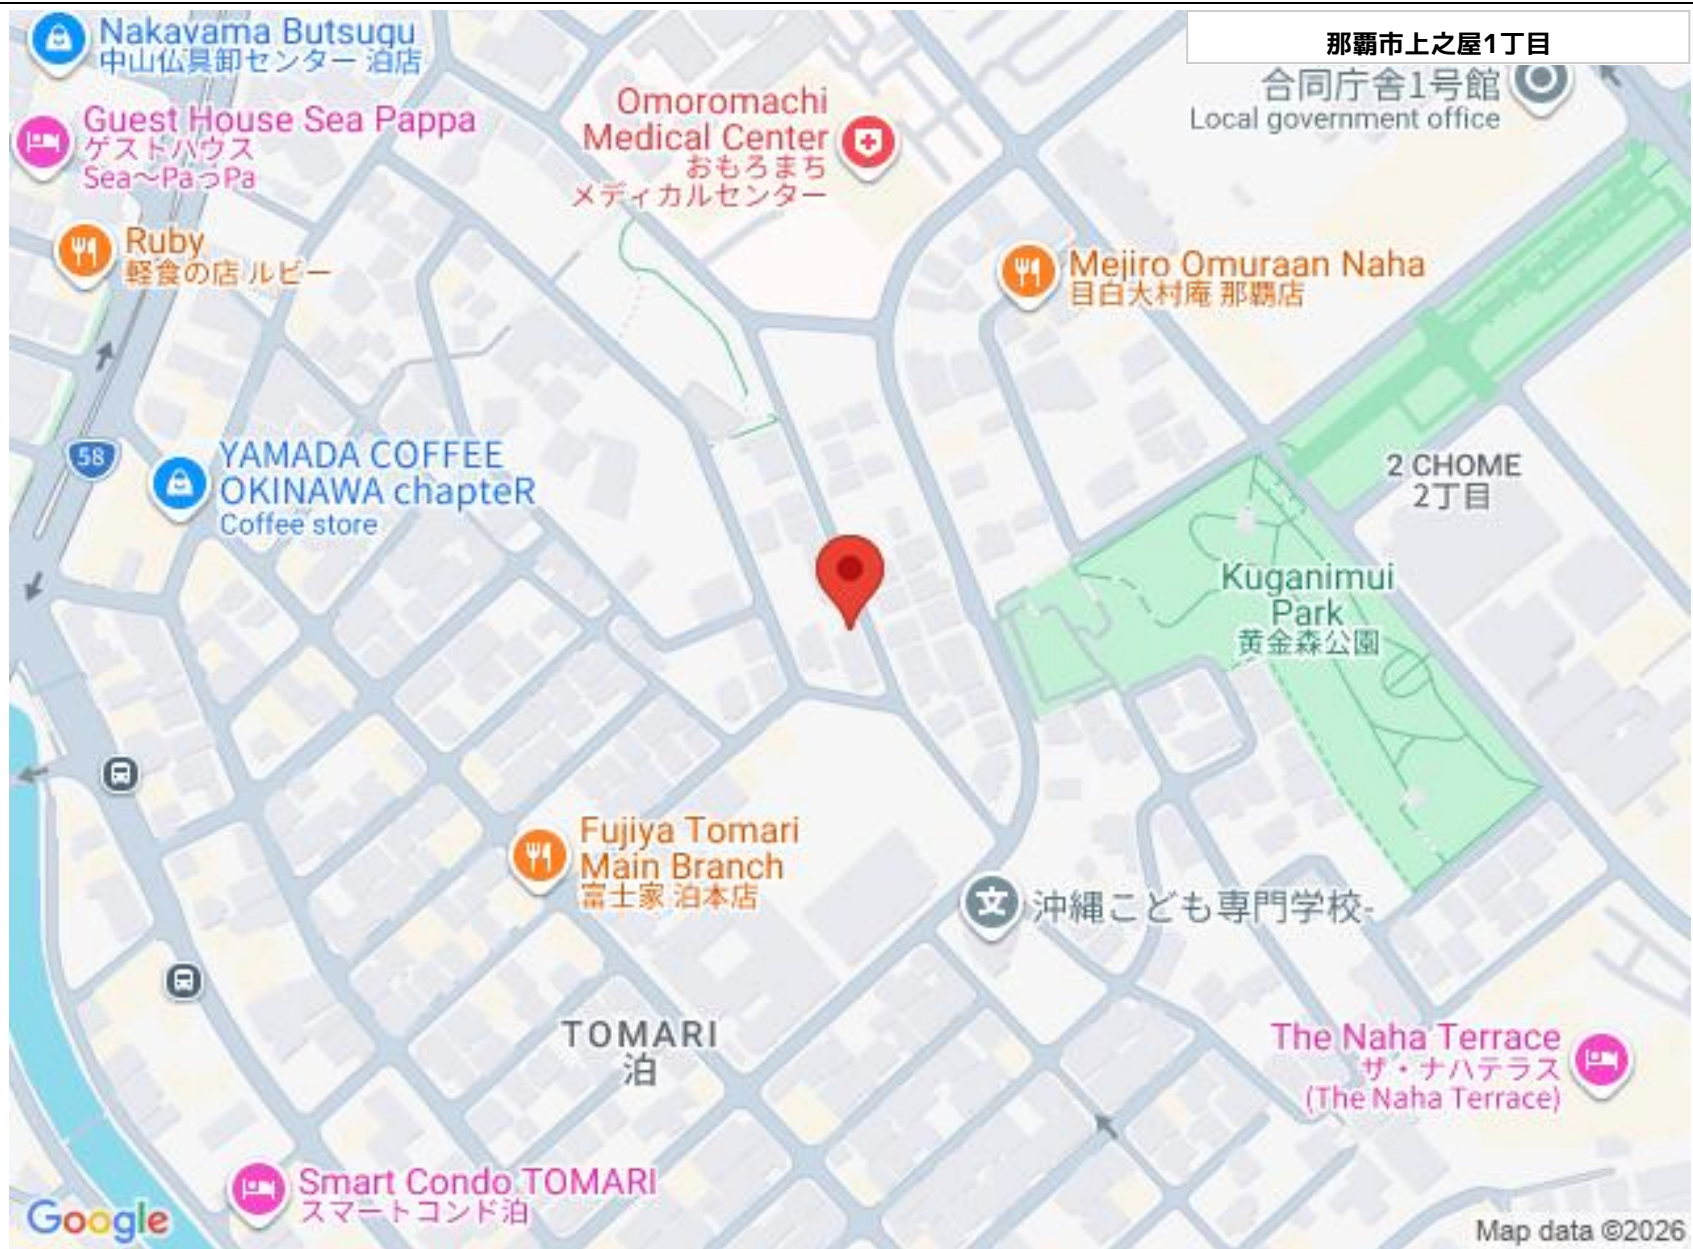 那覇市上之屋1丁目
Nakayama Butsugu
中山仏具卸センター 泊店
Guest House Sea Pappa
ゲストハウス
Sea～PaっPa
Omoromachi
Medical Center
おもろまち
メディカルセンター
合同庁舎1号館
Local government office
Ruby
軽食の店 ルビー
Mejiro Omuraan Naha
目白大村庵 那覇店
58
YAMADA COFFEE
OKINAWA chapteR
Coffee store
2 CHOME
2丁目
Kuganimui
Park
黄金森公園
Fujiya Tomari
Main Branch
富士家 泊本店
文
沖縄こども専門学校-
TOMARI
泊
The Naha Terrace
ザ・ナハテラス
(The Naha Terrace)
Smart Condo TOMARI
スマートコンド泊
Google
Map data ©2026